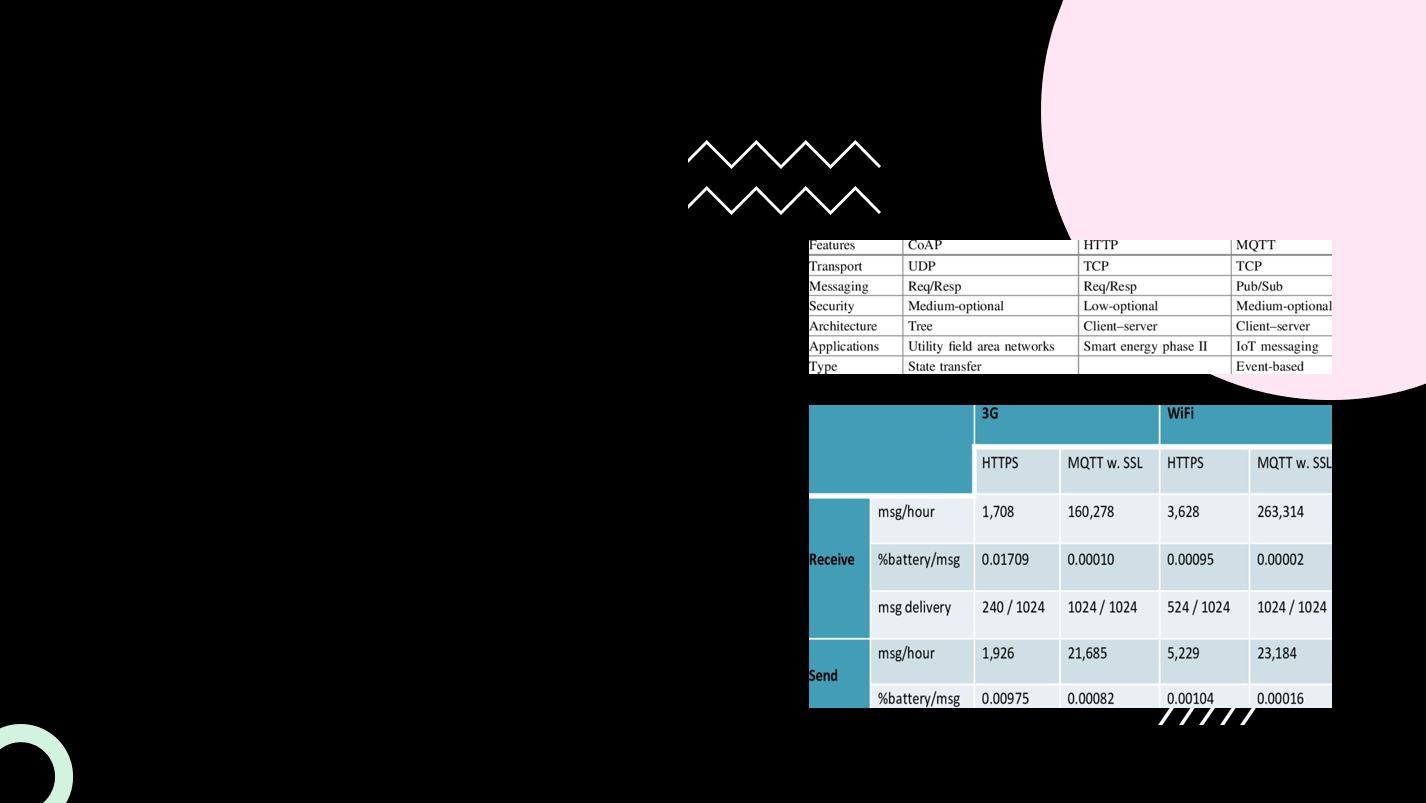 Features CoAP HTTP MQTT
Transport UDP TCP TCP
Messaging Req/Resp Req/Resp Pub/Sub
Security Medium-optional Low-optional Medium-optional
Architecture Tree Client–server Client–server
Applications Utility field area networks Smart energy phase II IoT messaging
Type State transfer Event-based
3G WiFi
HTTPS MQTT w. SSL HTTPS MQTT w. SSL
msg/hour 1,708 160,278 3,628 263,314
Receive %battery/msg 0.01709 0.00010 0.00095 0.00002
msg delivery 240 / 1024 1024 / 1024 524 / 1024 1024 / 1024
msg/hour 1,926 21,685 5,229 23,184
Send
%battery/msg 0.00975 0.00082 0.00104 0.00016